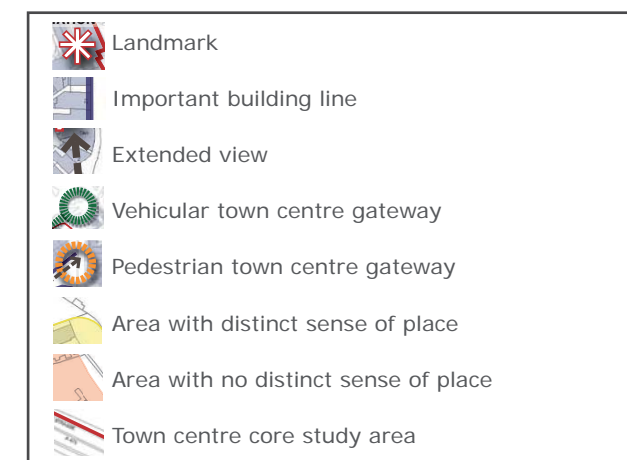 Landmark
Important building line
Extended view
Vehicular town centre gateway
Pedestrian town centre gateway
Area with distinct sense of place
Area with no distinct sense of place
Town centre core study area